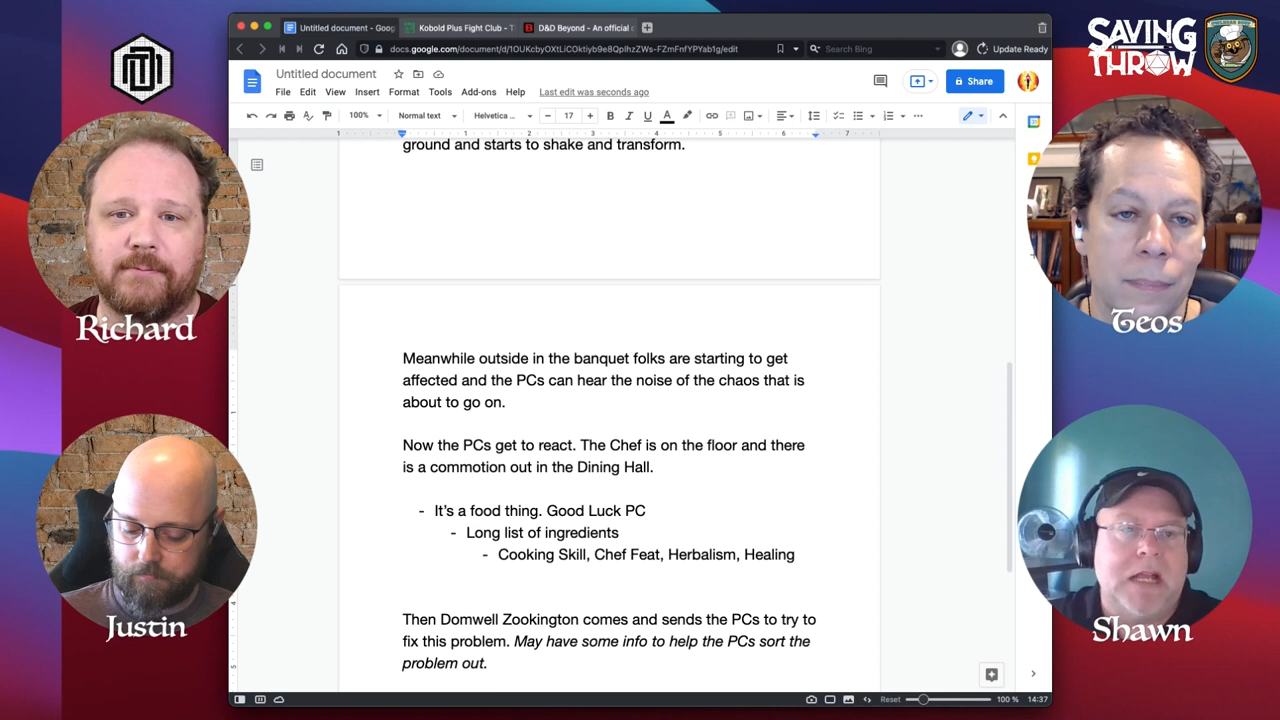 Untitled document - Goog
Kobold Plus Fight Club - T
D&D Beyond - An official
docs.google.com/document/d/1OUKcbyOXtLiCOktiyb9e8QpIhzZWs-FZmFnfYPYab1g/edit
Search Bing
Update Ready
SAVING THROW
Untitled document
File Edit View Insert Format Tools Add-ons Help Last edit was seconds ago
Share
100% Normal text Helvetica ... 17
ground and starts to shake and transform.
Meanwhile outside in the banquet folks are starting to get
affected and the PCs can hear the noise of the chaos that is
about to go on.
Now the PCs get to react. The Chef is on the floor and there
is a commotion out in the Dining Hall.
- It's a food thing. Good Luck PC
- Long list of ingredients
- Cooking Skill, Chef Feat, Herbalism, Healing
Then Domwell Zookington comes and sends the PCs to try to
fix this problem. May have some info to help the PCs sort the
problem out.
Richard
Teos
Justin
Shawn
Reset 100 % 14:37